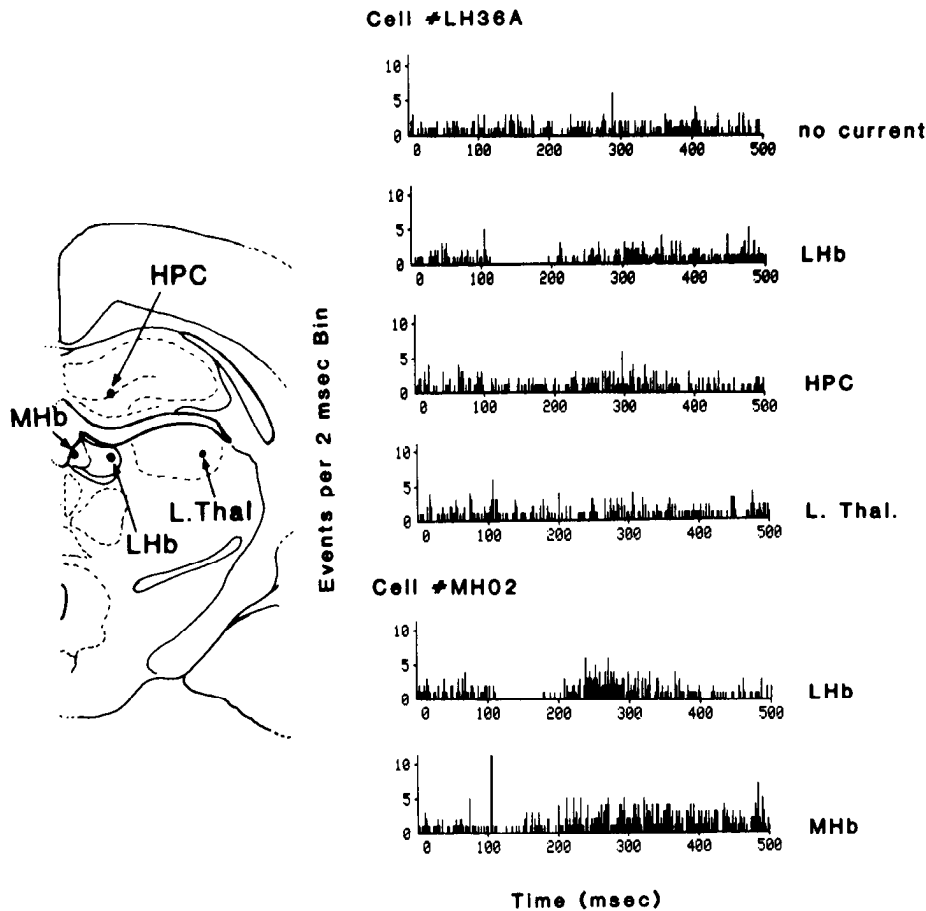 Cell #LH36A
10
5
0
0 100 200 300 400 500
no current
10
5
0
0 100 200 300 400 500
LHb
10
5
0
0 100 200 300 400 500
HPC
10
5
0
0 100 200 300 400 500
L. Thal.
Cell #MH02
10
5
0
0 100 200 300 400 500
LHb
10
5
0
0 100 200 300 400 500
MHb
Time (msec)
Events per 2 msec Bin
HPC
MHb
L.Thal
LHb